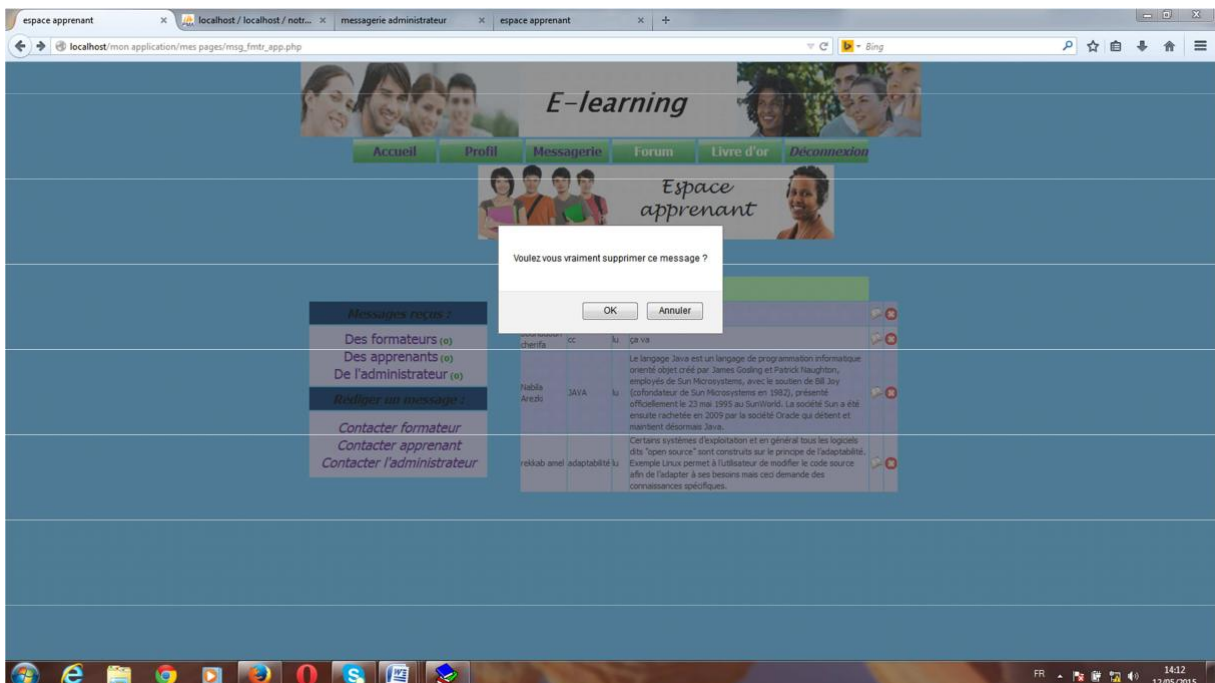 espace apprenant
localhost / localhost / notr...
messagerie administrateur
espace apprenant
localhost/mon application/mes pages/msg_fmtr_app.php
Bing
E-learning
Accueil Profil Messagerie Forum Livre d'or Déconnexion
Espace
apprenant
Voulez vous vraiment supprimer ce message ?
OK Annuler
Messages reçus :
Des formateurs (0)
Des apprenants (0)
De l'administrateur (0)
Rédiger un message :
Contacter formateur
Contacter apprenant
Contacter l'administrateur
cherifa cc lu ça va
Nabila
Arezki
JAVA
lu
Le langage Java est un langage de programmation informatique
orienté objet créé par James Gosling et Patrick Naughton,
employés de Sun Microsystems, avec le soutien de Bill Joy
(cofondateur de Sun Microsystems en 1982), présenté
officiellement le 23 mai 1995 au SunWorld. La société Sun a été
ensuite rachetée en 2009 par la société Oracle qui détient et
maintient désormais Java.
rekkab amel adaptabilité lu
Certains systèmes d'exploitation et en général tous les logiciels
dits "open source" sont construits sur le principe de l'adaptabilité.
Exemple Linux permet à l'utilisateur de modifier le code source
afin de l'adapter à ses besoins mais ceci demande des
connaissances spécifiques.
FR
14:12
12/05/2015